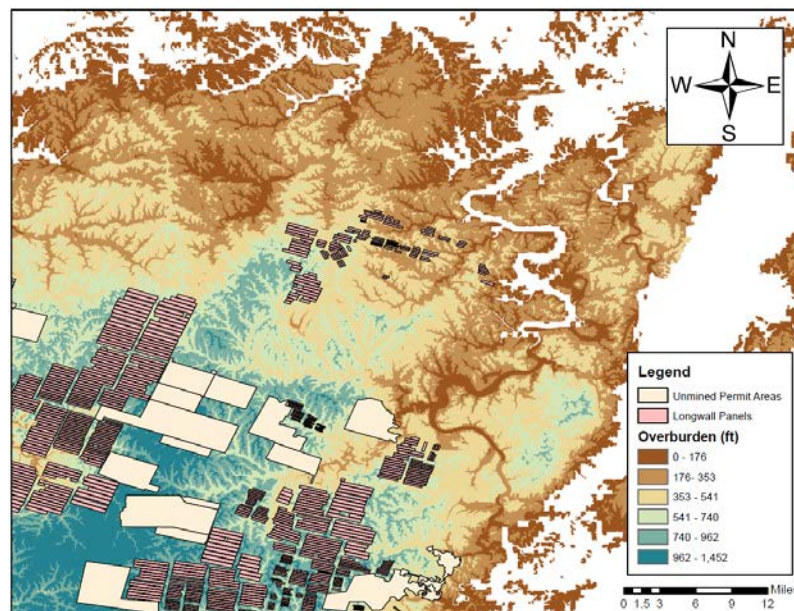 N
W E
S
Legend
Unmined Permit Areas
Longwall Panels
Overburden (ft)
0 - 176
176- 353
353 - 541
541 - 740
740 - 962
962 - 1,452
Miles
0 1.5 3 6 9 12